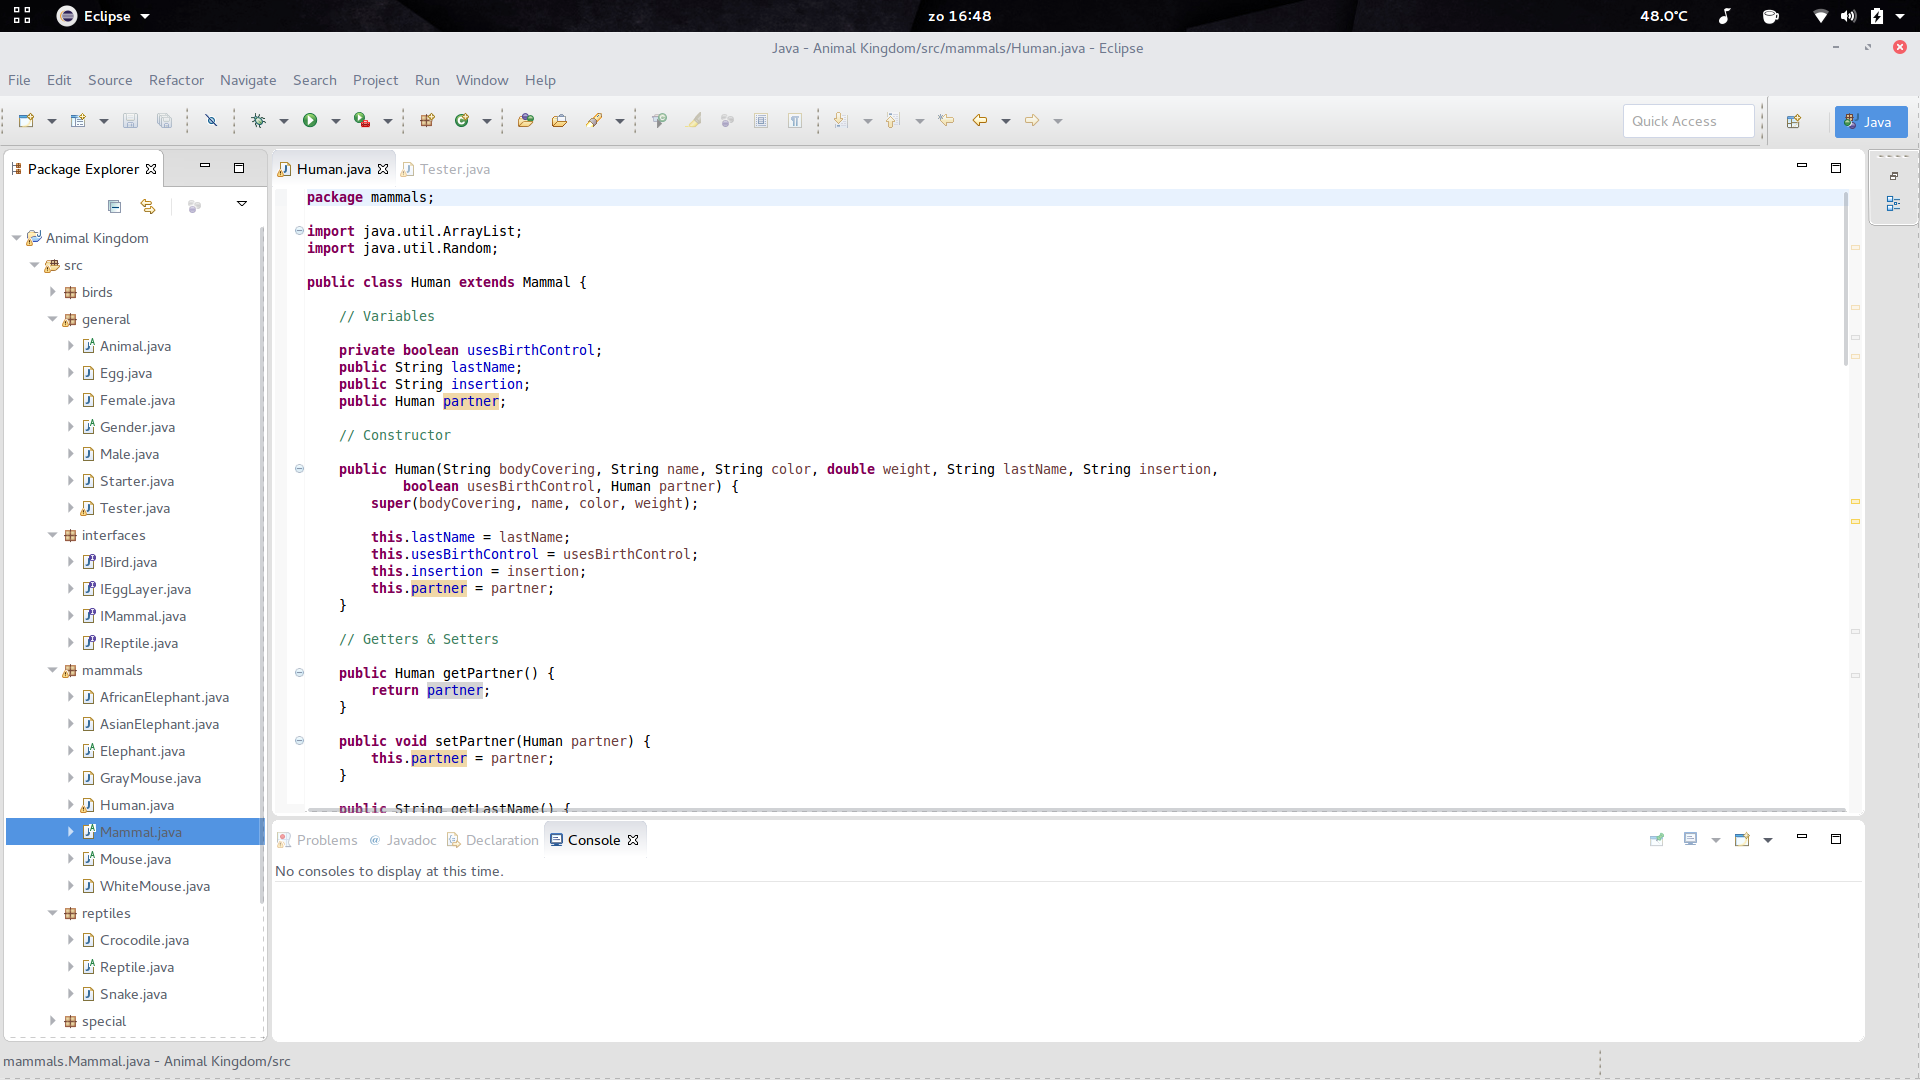 Eclipse
zo 16:48
48.0°C
Java - Animal Kingdom/src/mammals/Human.java - Eclipse
File Edit Source Refactor Navigate Search Project Run Window Help
Quick Access
Java
Package Explorer
Animal Kingdom
src
birds
general
Animal.java
Egg.java
Female.java
Gender.java
Male.java
Starter.java
Tester.java
interfaces
IBird.java
IEggLayer.java
IMammal.java
IReptile.java
mammals
AfricanElephant.java
AsianElephant.java
Elephant.java
GrayMouse.java
Human.java
Mammal.java
Mouse.java
WhiteMouse.java
reptiles
Crocodile.java
Reptile.java
Snake.java
special
Human.java Tester.java
package mammals;
import java.util.ArrayList;
import java.util.Random;
public class Human extends Mammal {
// Variables
private boolean usesBirthControl;
public String lastName;
public String insertion;
public Human partner;
// Constructor
public Human(String bodyCovering, String name, String color, double weight, String lastName, String insertion,
boolean usesBirthControl, Human partner) {
super(bodyCovering, name, color, weight);
this.lastName = lastName;
this.usesBirthControl = usesBirthControl;
this.insertion = insertion;
this.partner = partner;
}
// Getters & Setters
public Human getPartner() {
return partner;
}
public void setPartner(Human partner) {
this.partner = partner;
}
public String getLastName() {
Problems Javadoc Declaration Console
No consoles to display at this time.
mammals.Mammal.java - Animal Kingdom/src